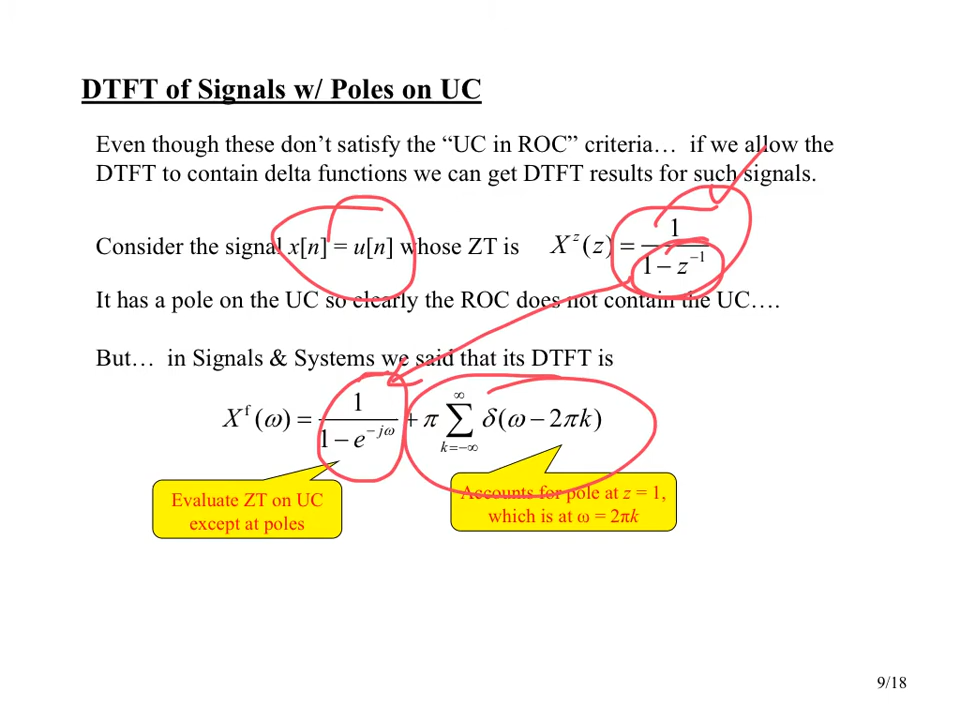 DTFT of Signals w/ Poles on UC
Even though these don't satisfy the “UC in ROC” criteria… if we allow the
DTFT to contain delta functions we can get DTFT results for such signals.
Consider the signal x[n] = u[n] whose ZT is X^z(z) = 1/(1 − z^−1)
It has a pole on the UC so clearly the ROC does not contain the UC….
But… in Signals & Systems we said that its DTFT is
X^f(ω) = 1/(1 − e^−jω) + π ∑_{k=−∞}^{∞} δ(ω − 2πk)
Evaluate ZT on UC
except at poles
Accounts for pole at z = 1,
which is at ω = 2πk
9/18